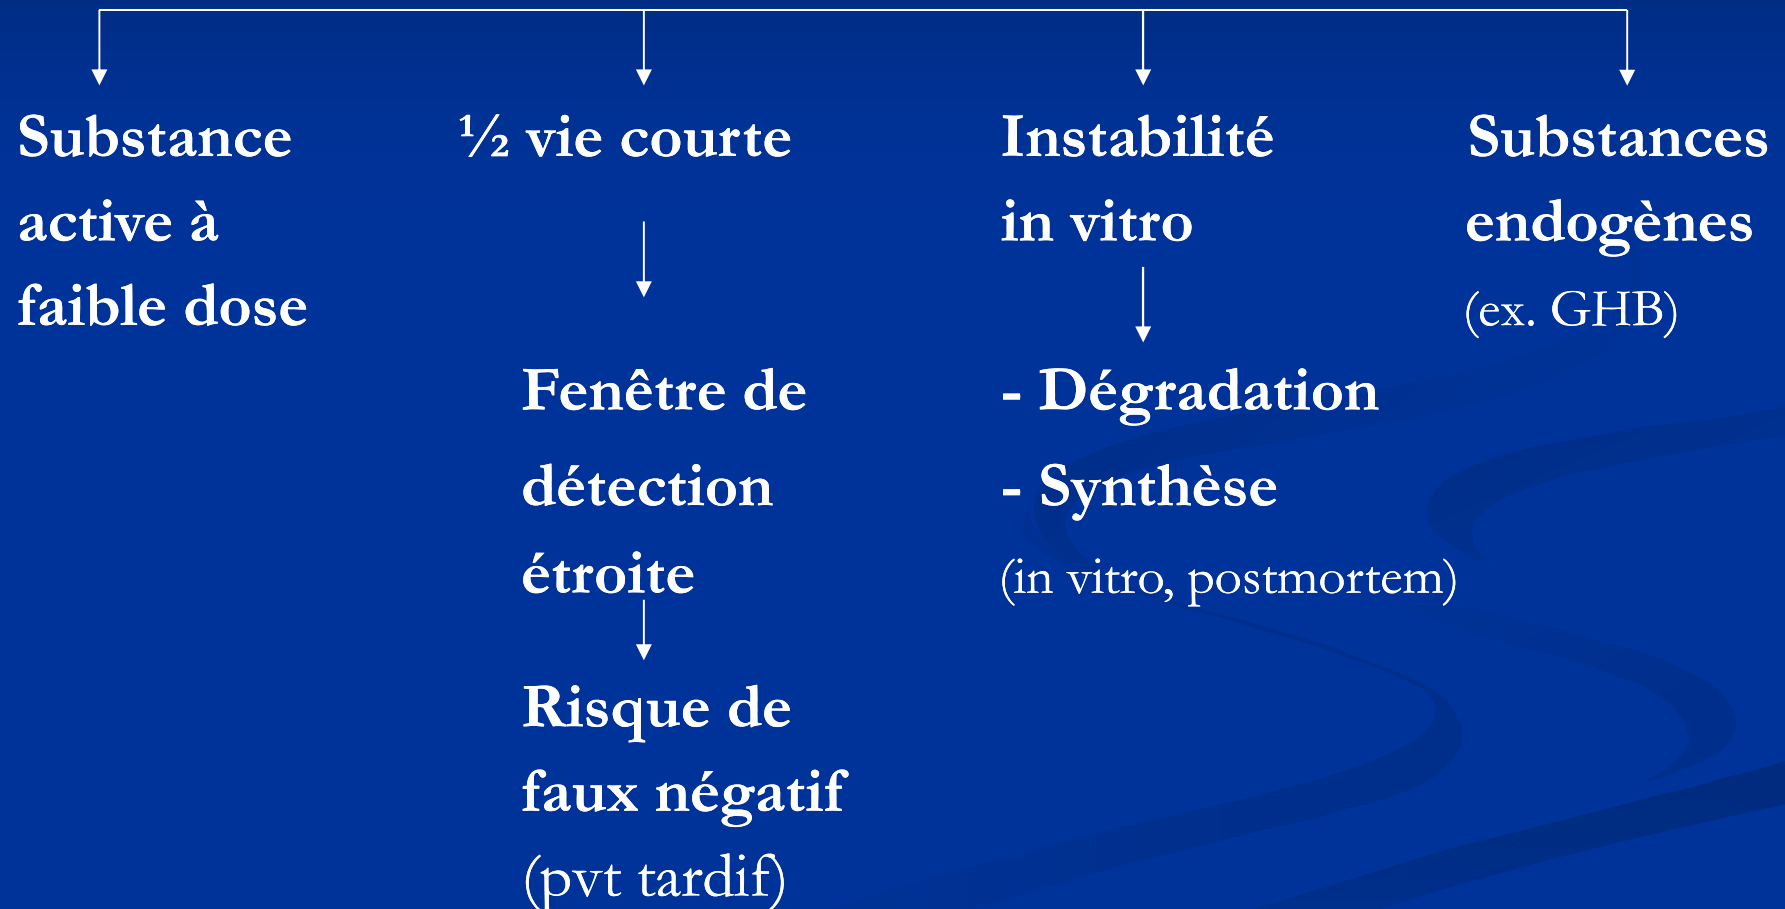 Substance
active à
faible dose
½ vie courte
Fenêtre de
détection
étroite
Risque de
faux négatif
(pvt tardif)
Instabilité
in vitro
- Dégradation
- Synthèse
(in vitro, postmortem)
Substances
endogènes
(ex. GHB)